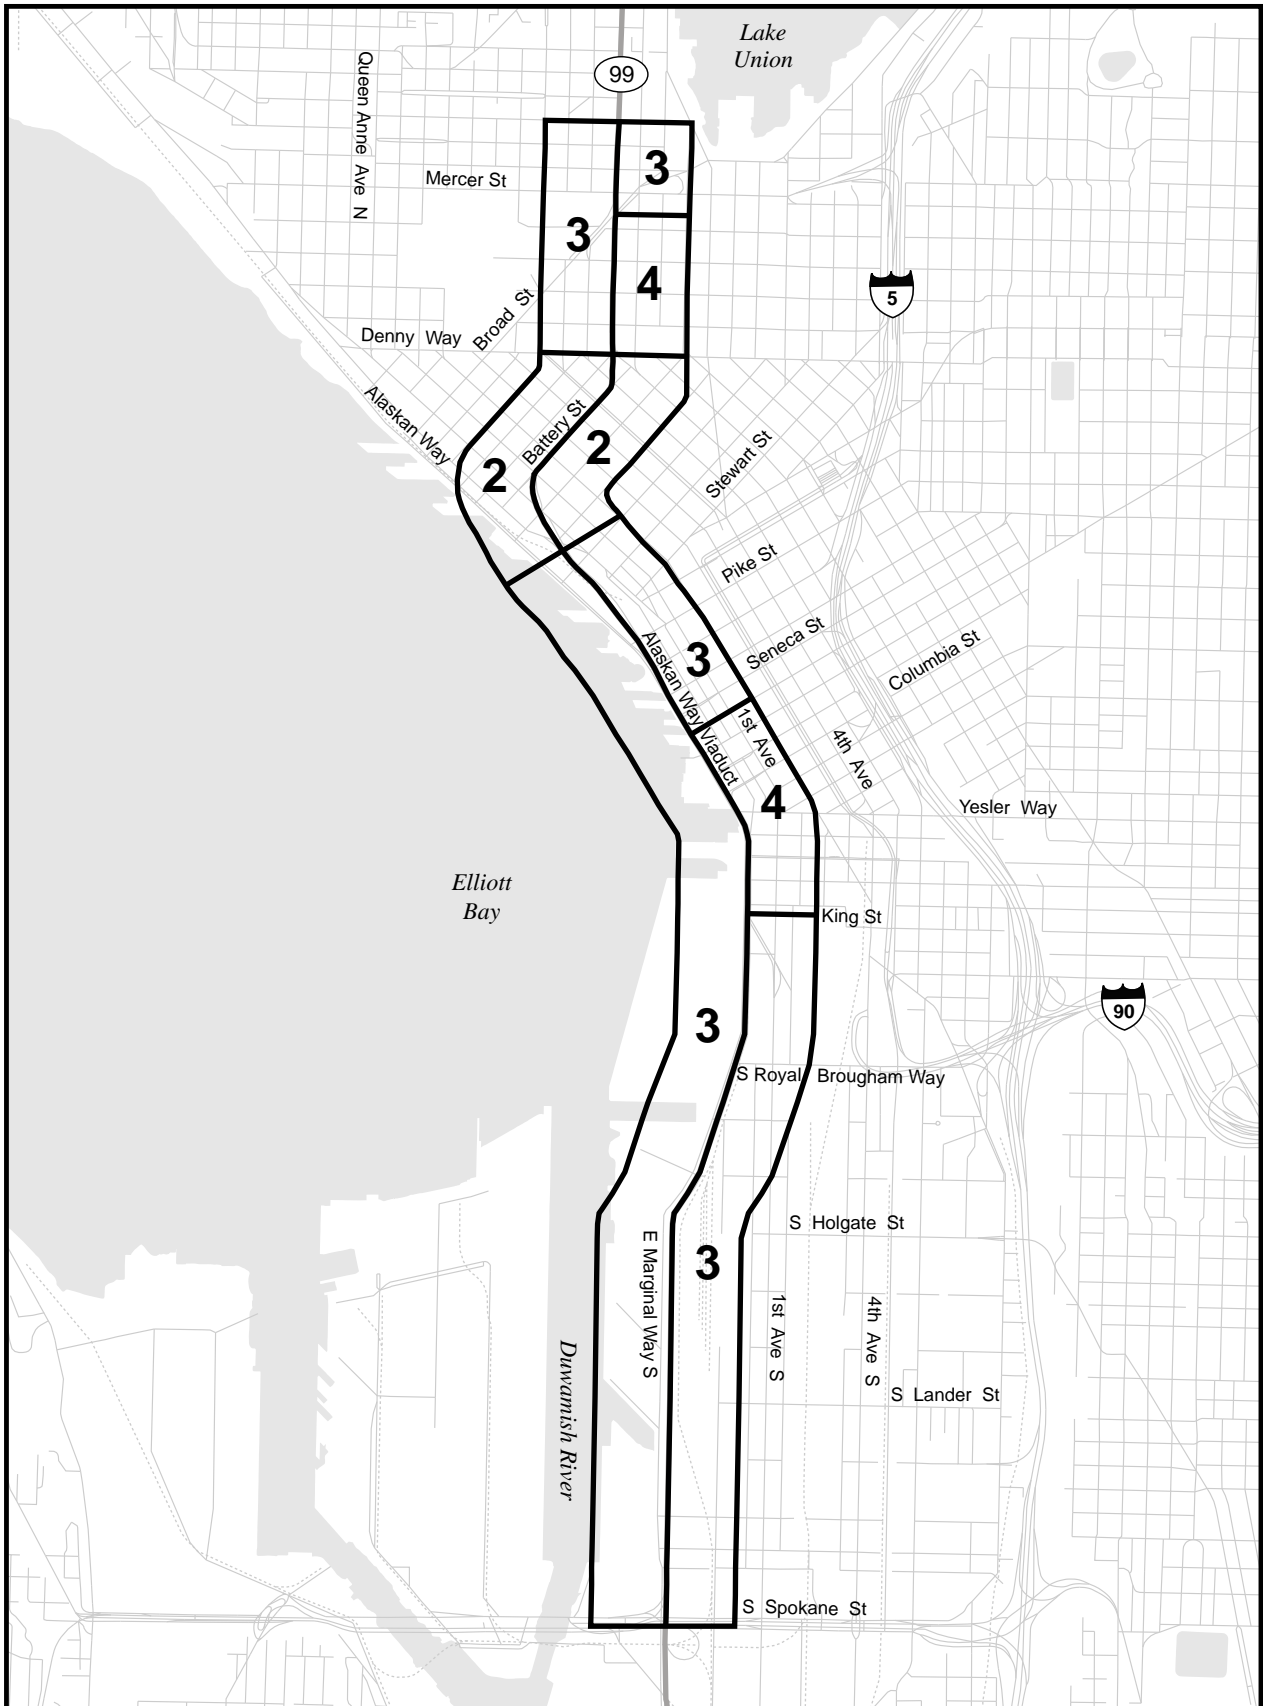 Lake
Union
99
Queen Anne Ave N
3
Mercer St
3
4
5
Broad St
Denny Way
Alaskan Way
Battery St
2
2
Stewart St
Pike St
Seneca St
3
Columbia St
Alaskan Way Viaduct
1st Ave
4th Ave
4
Yesler Way
Elliott
Bay
King St
90
3
S Royal Brougham Way
S Holgate St
E Marginal Way S
3
1st Ave S
4th Ave S
Duwamish River
S Lander St
S Spokane St